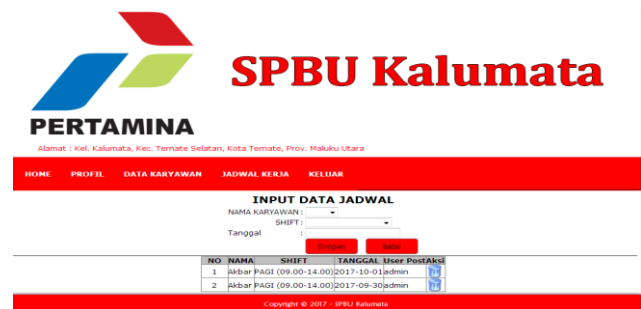 SPBU Kalumata
PERTAMINA
Alamat : Kel. Kalumata, Kec. Ternate Selatan, Kota Ternate, Prov. Maluku Utara
HOME PROFIL DATA KARYAWAN JADWAL KERJA KELUAR
INPUT DATA JADWAL
NAMA KARYAWAN :
SHIFT :
Tanggal :
Simpan Batal
NO NAMA SHIFT TANGGAL User Post Aksi
1 Akbar PAGI (09.00-14.00) 2017-10-01 admin
2 Akbar PAGI (09.00-14.00) 2017-09-30 admin
Copyright © 2017 - SPBU Kalumata